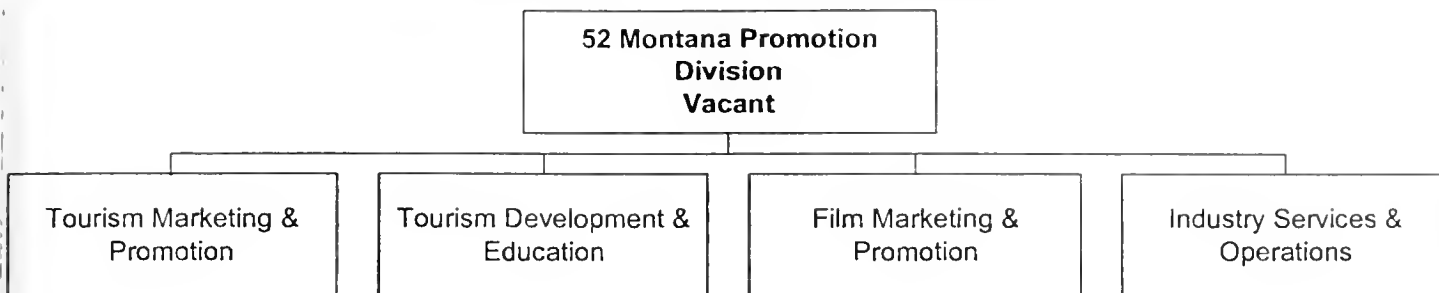 52 Montana Promotion
Division
Vacant
Tourism Marketing &
Promotion
Tourism Development &
Education
Film Marketing &
Promotion
Industry Services &
Operations